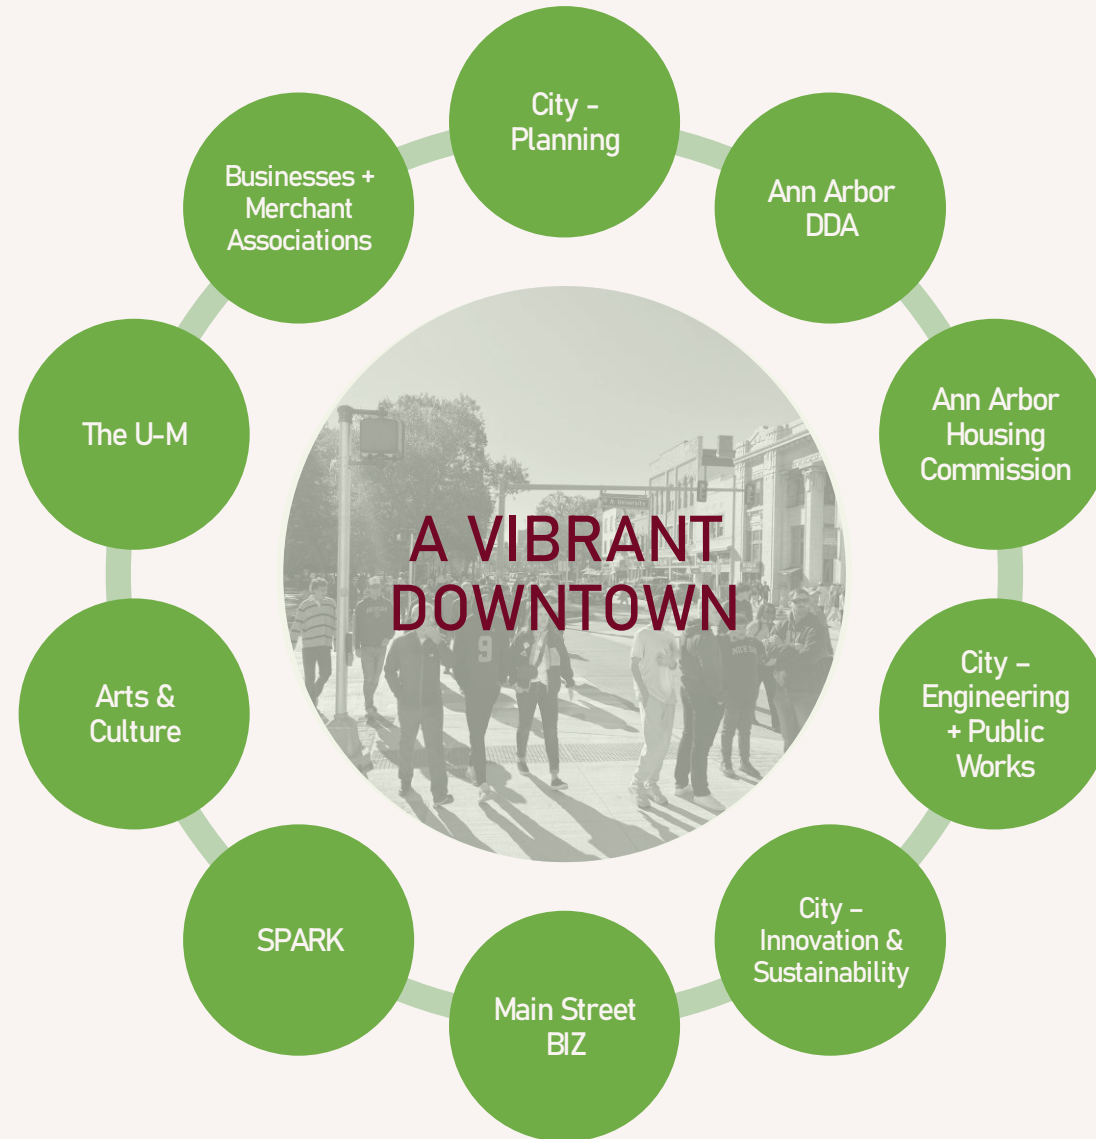 City -
Planning
Ann Arbor
DDA
Ann Arbor
Housing
Commission
City –
Engineering
+ Public
Works
City –
Innovation &
Sustainability
Main Street
BIZ
SPARK
Arts &
Culture
The U-M
Businesses +
Merchant
Associations
A VIBRANT
DOWNTOWN
9